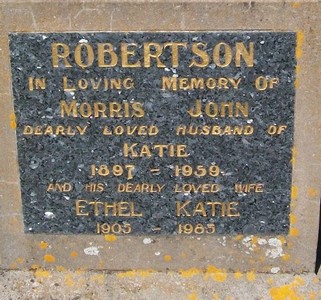 ROBERTSON
IN LOVING MEMORY OF
MORRIS JOHN
DEARLY LOVED HUSBAND OF
KATIE
1897 - 1959
AND HIS DEARLY LOVED WIFE
ETHEL KATIE
1905 - 1985